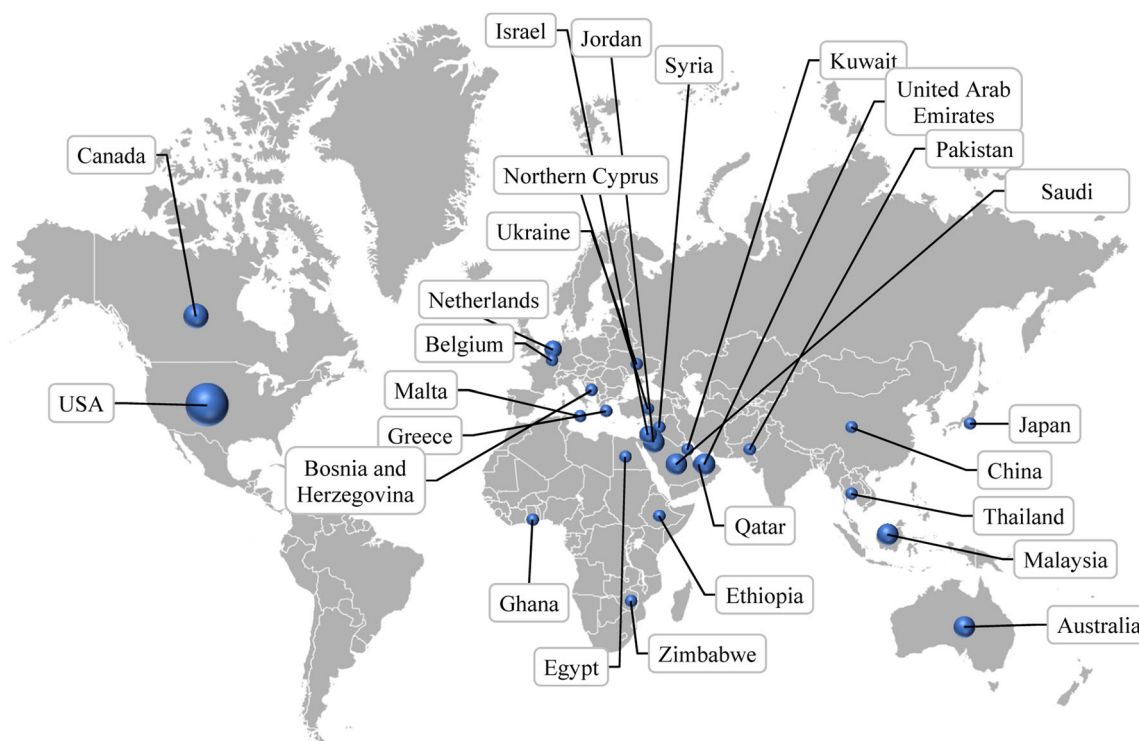 Israel
Jordan
Syria
Kuwait
United Arab
Emirates
Pakistan
Canada
Northern Cyprus
Saudi
Ukraine
Netherlands
Belgium
Malta
USA
Greece
Japan
Bosnia and
Herzegovina
China
Qatar
Thailand
Malaysia
Ghana
Ethiopia
Australia
Egypt
Zimbabwe